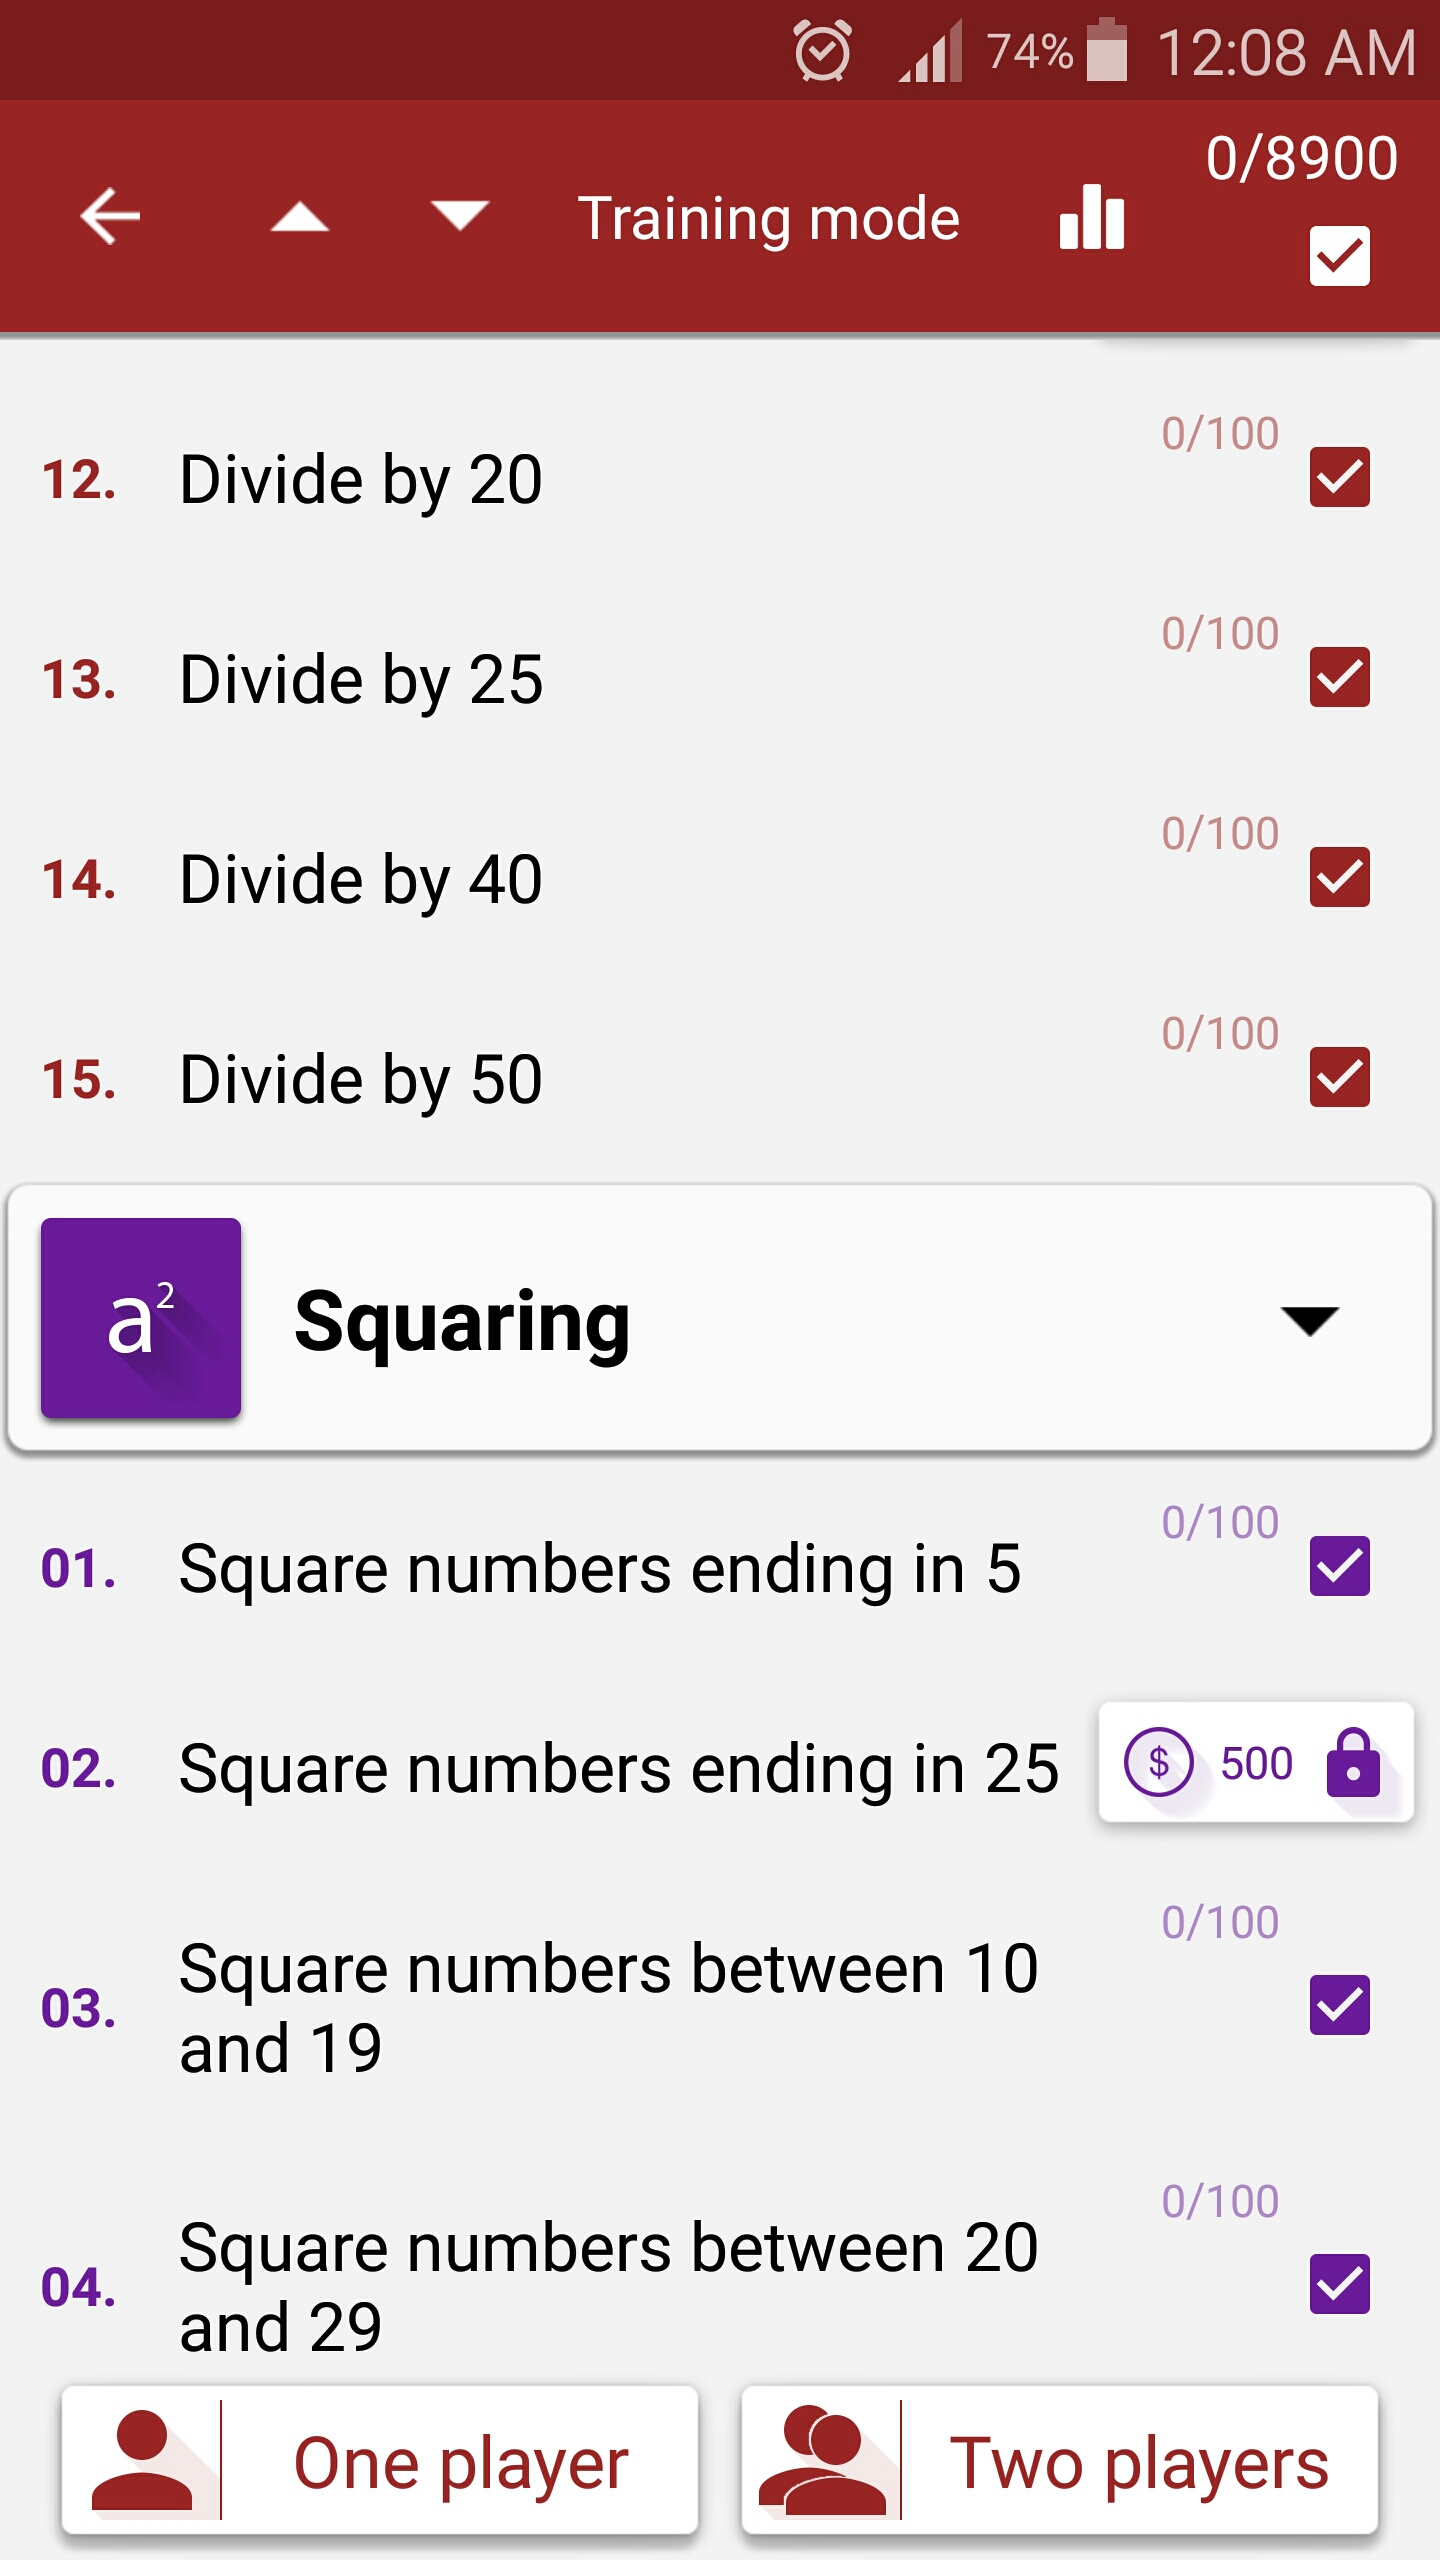 74% 12:08 AM
0/8900
Training mode
0/100
12. Divide by 20
0/100
13. Divide by 25
0/100
14. Divide by 40
0/100
15. Divide by 50
a² Squaring
0/100
01. Square numbers ending in 5
02. Square numbers ending in 25 $ 500
0/100
03. Square numbers between 10
and 19
0/100
04. Square numbers between 20
and 29
One player Two players